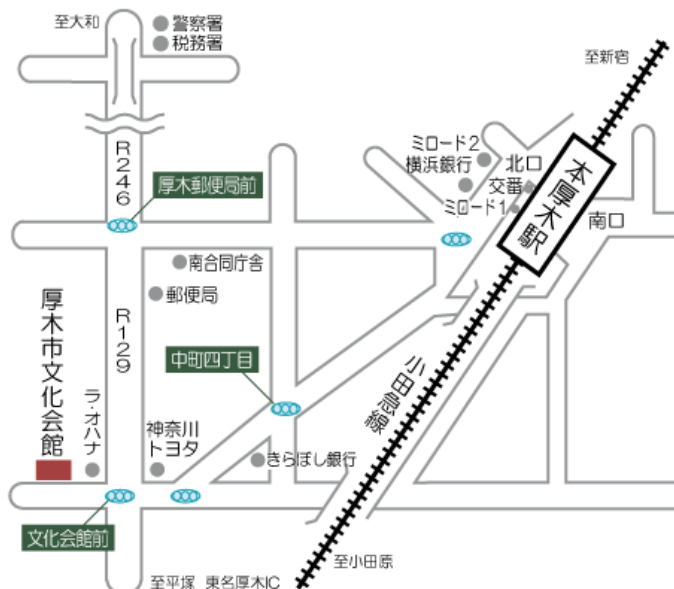 至大和
警察署
税務署
至新宿
R246
厚木郵便局前
ミロード2
横浜銀行
北口
交番
ミロード1
本厚木駅
南口
南合同庁舎
郵便局
R129
厚木市文化会館
ラ・オハナ
中町四丁目
小田急線
神奈川
トヨタ
きらぼし銀行
文化会館前
至小田原
至平塚 東名厚木IC